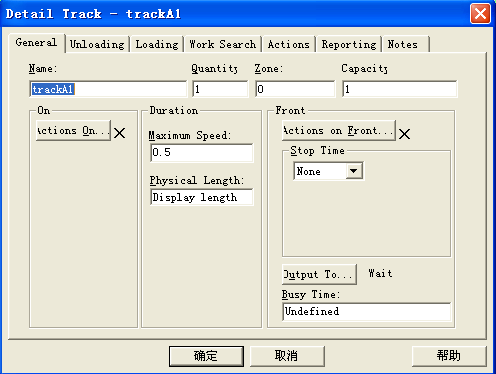 Detail Track - trackA1
General Unloading Loading Work Search Actions Reporting Notes
Name: Quantity Zone: Capacity
trackA1 1 0 1
On Duration Front
Actions On... Actions on Front...
Maximum Speed: Stop Time
0.5 None
Physical Length:
Display length
Output To... Wait
Busy Time:
Undefined
确定 取消 帮助